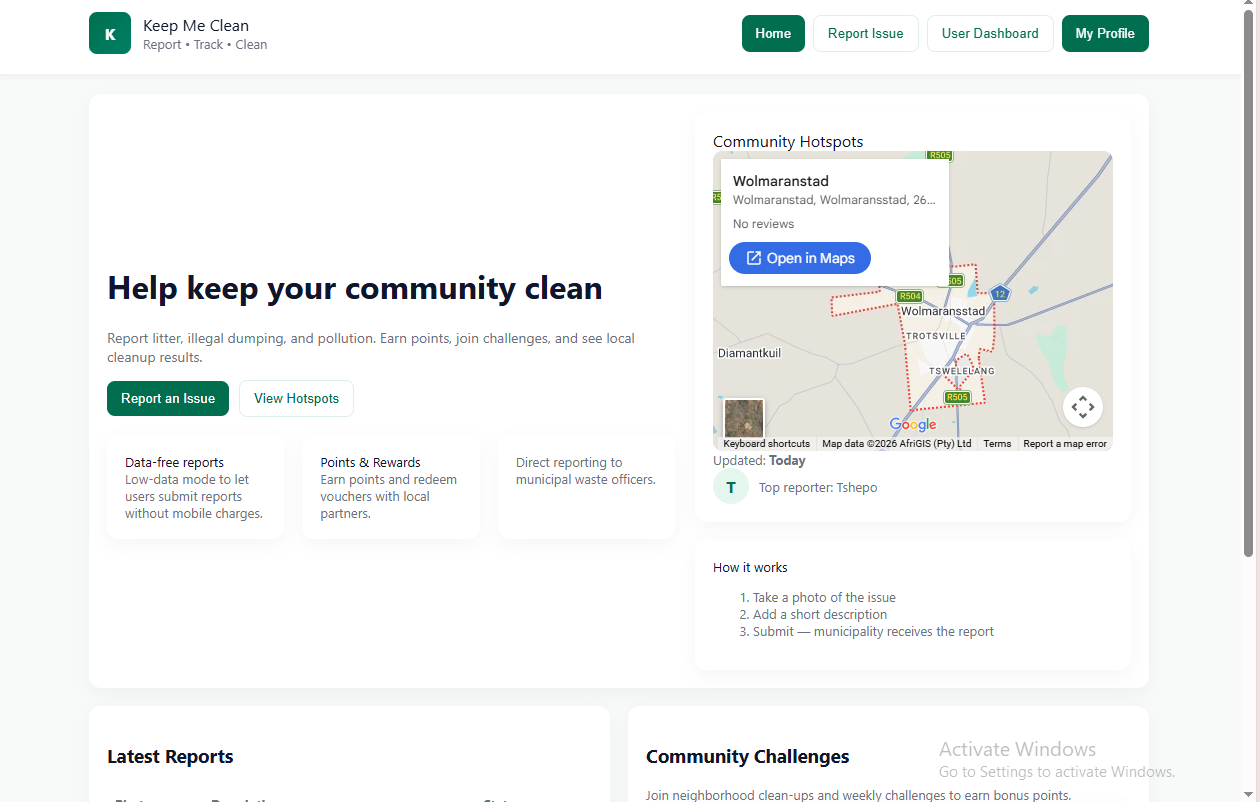 K
Keep Me Clean
Report • Track • Clean
Home
Report Issue
User Dashboard
My Profile
Help keep your community clean
Report litter, illegal dumping, and pollution. Earn points, join challenges, and see local
cleanup results.
Report an Issue
View Hotspots
Data-free reports
Low-data mode to let
users submit reports
without mobile charges.
Points & Rewards
Earn points and redeem
vouchers with local
partners.
Direct reporting to
municipal waste officers.
Community Hotspots
R505
Wolmaranstad
Wolmaranstad, Wolmaransstad, 26...
No reviews
Open in Maps
R504
12
Wolmaransstad
TROTSVILLE
Diamantkuil
TSWELELANG
R505
Google
Keyboard shortcuts
Map data ©2026 AfriGIS (Pty) Ltd
Terms
Report a map error
Updated: Today
T
Top reporter: Tshepo
How it works
1. Take a photo of the issue
2. Add a short description
3. Submit — municipality receives the report
Latest Reports
Community Challenges
Join neighborhood clean-ups and weekly challenges to earn bonus points.
Activate Windows
Go to Settings to activate Windows.